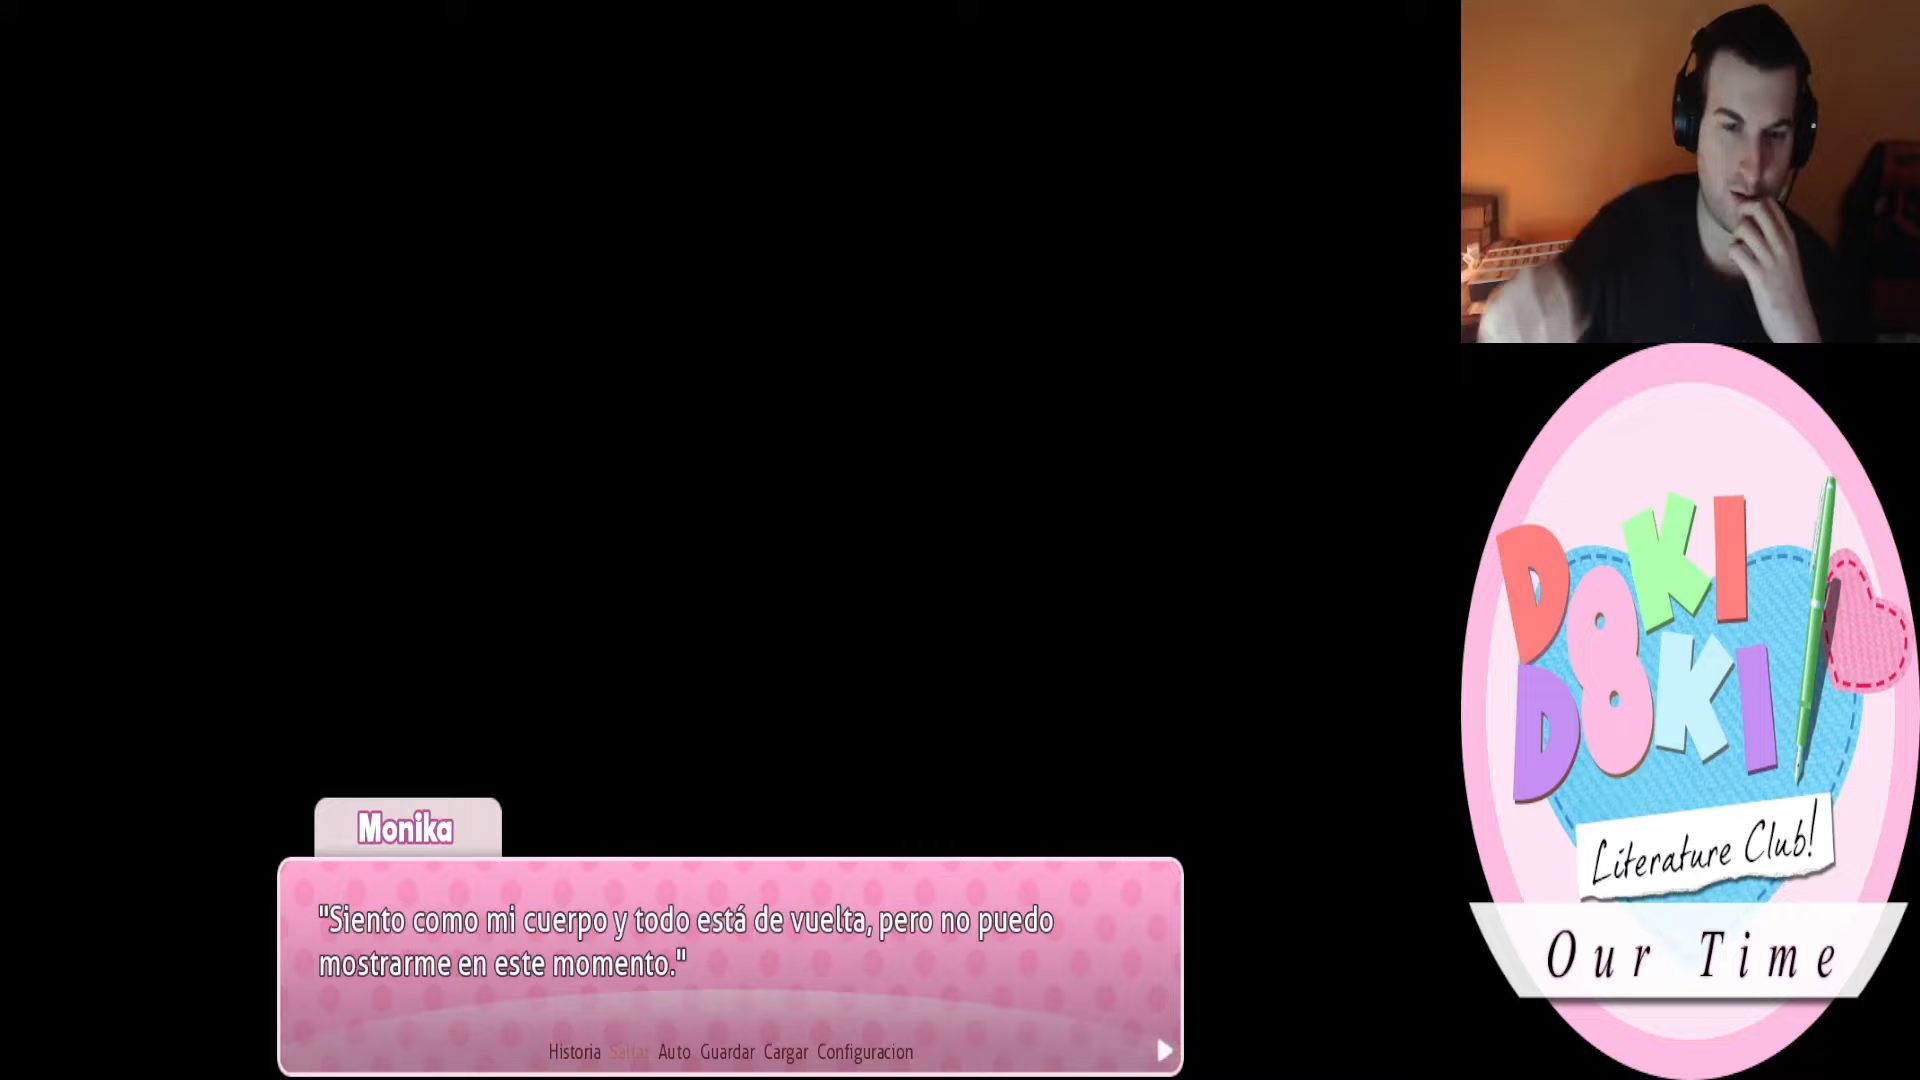 Monika
"Siento como mi cuerpo y todo está de vuelta, pero no puedo
mostrarme en este momento."
Historia Saltar Auto Guardar Cargar Configuracion
DOKI
DOKI
Literature Club!
Our Time